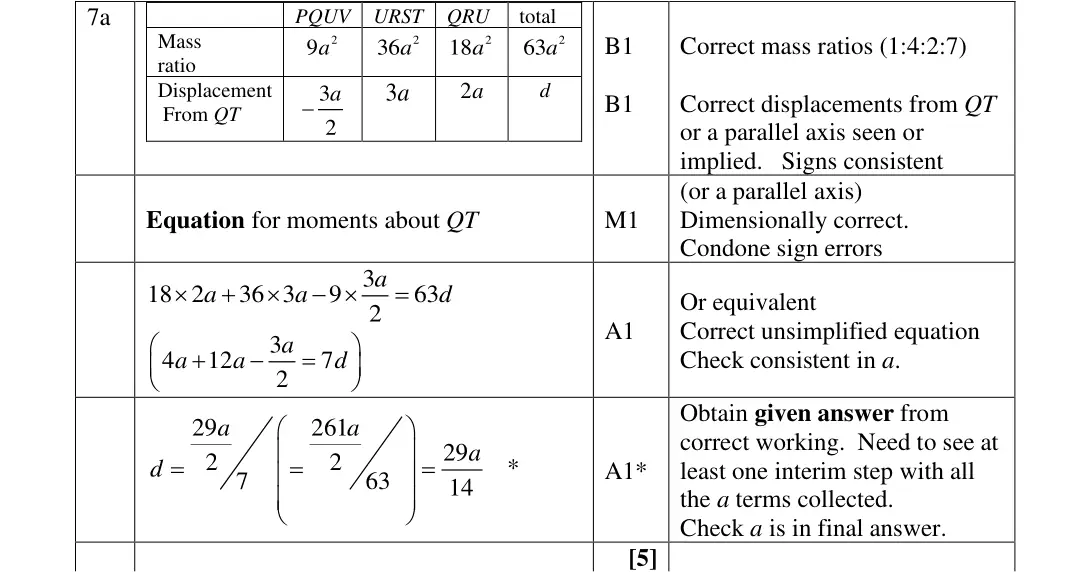 7a
PQUV URST QRU total
Mass ratio 9a² 36a² 18a² 63a²
Displacement From QT −3a/2 3a 2a d
B1 Correct mass ratios (1:4:2:7)
B1 Correct displacements from QT
or a parallel axis seen or
implied. Signs consistent
Equation for moments about QT
M1
(or a parallel axis)
Dimensionally correct.
Condone sign errors
18 × 2a + 36 × 3a − 9 × 3a/2 = 63d
(4a + 12a − 3a/2 = 7d)
A1
Or equivalent
Correct unsimplified equation
Check consistent in a.
d = (29a/2)/7 (= (261a/2)/63) = 29a/14 *
A1*
Obtain given answer from
correct working. Need to see at
least one interim step with all
the a terms collected.
Check a is in final answer.
[5]